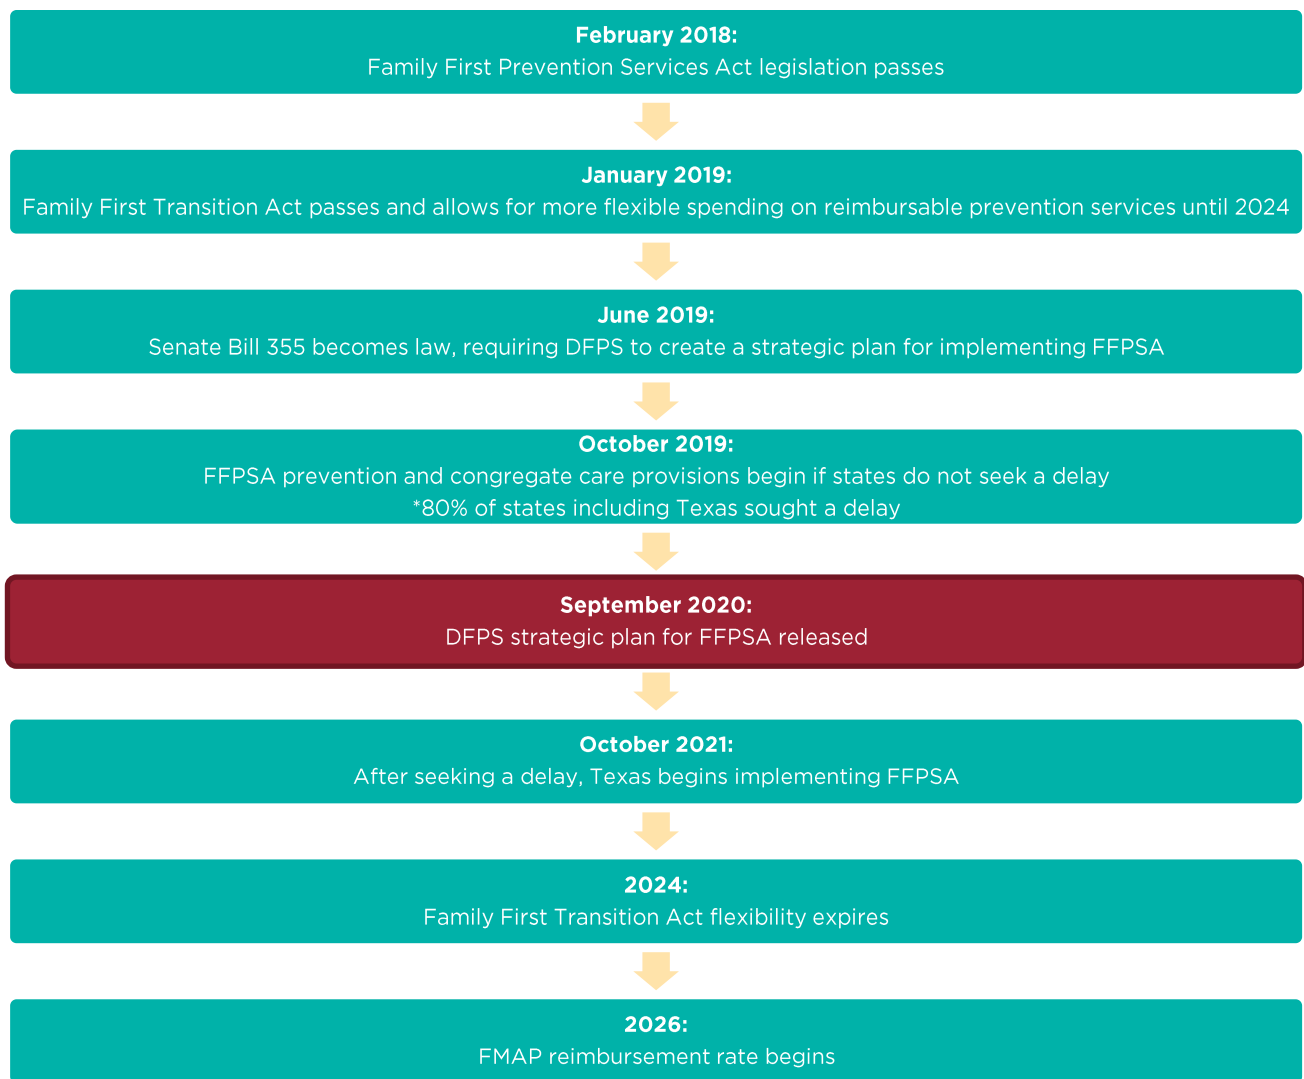 February 2018:
Family First Prevention Services Act legislation passes
January 2019:
Family First Transition Act passes and allows for more flexible spending on reimbursable prevention services until 2024
June 2019:
Senate Bill 355 becomes law, requiring DFPS to create a strategic plan for implementing FFPSA
October 2019:
FFPSA prevention and congregate care provisions begin if states do not seek a delay
*80% of states including Texas sought a delay
September 2020:
DFPS strategic plan for FFPSA released
October 2021:
After seeking a delay, Texas begins implementing FFPSA
2024:
Family First Transition Act flexibility expires
2026:
FMAP reimbursement rate begins